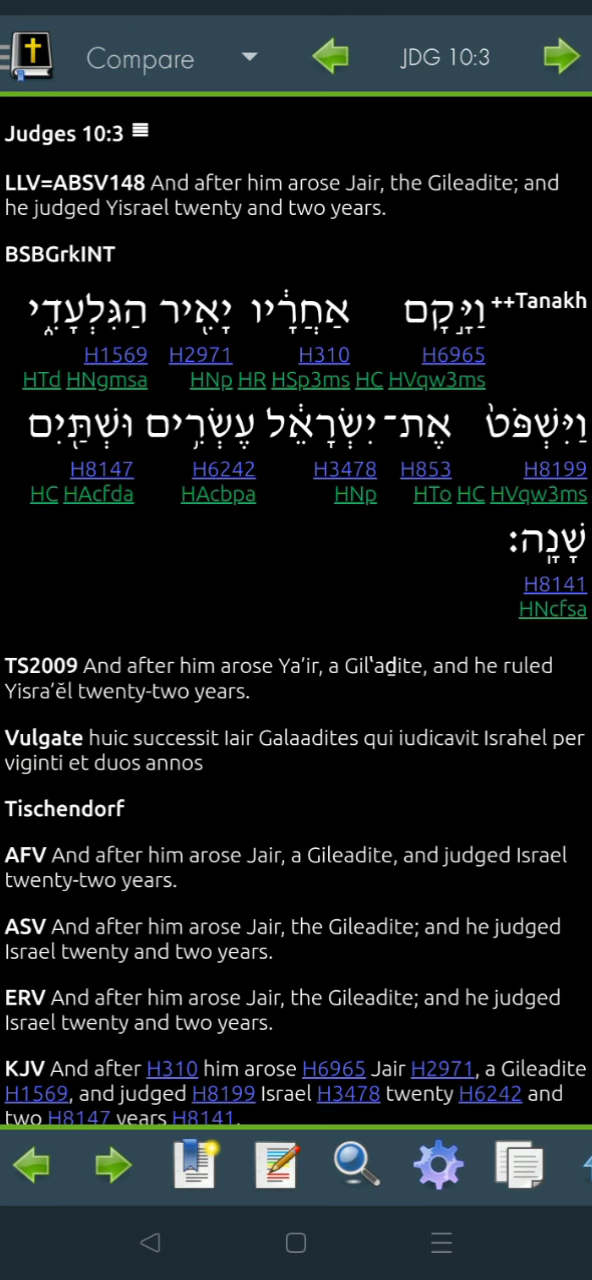 Compare
JDG 10:3
Judges 10:3
LLV=ABSV148 And after him arose Jair, the Gileadite; and
he judged Yisrael twenty and two years.
BSBGrkINT
++Tanakh וַיָּ֣קָם אַחֲרָ֔יו יָאִ֖יר הַגִּלְעָדִ֑י
H1569 H2971 H310 H6965
HTd HNgmsa HNp HR HSp3ms HC HVqw3ms
וַיִּשְׁפֹּט֙ אֶת־ יִשְׂרָאֵ֔ל עֶשְׂרִ֥ים וּשְׁתַּ֖יִם
H8147 H6242 H3478 H853 H8199
HC HAcfda HAcbpa HNp HTo HC HVqw3ms
שָׁנָֽה׃
H8141
HNcfsa
TS2009 And after him arose Ya’ir, a Gil‛aḏite, and he ruled
Yisra’ěl twenty-two years.
Vulgate huic successit Iair Galaadites qui iudicavit Israhel per
viginti et duos annos
Tischendorf
AFV And after him arose Jair, a Gileadite, and judged Israel
twenty-two years.
ASV And after him arose Jair, the Gileadite; and he judged
Israel twenty and two years.
ERV And after him arose Jair, the Gileadite; and he judged
Israel twenty and two years.
KJV And after H310 him arose H6965 Jair H2971, a Gileadite
H1569, and judged H8199 Israel H3478 twenty H6242 and
two H8147 years H8141.